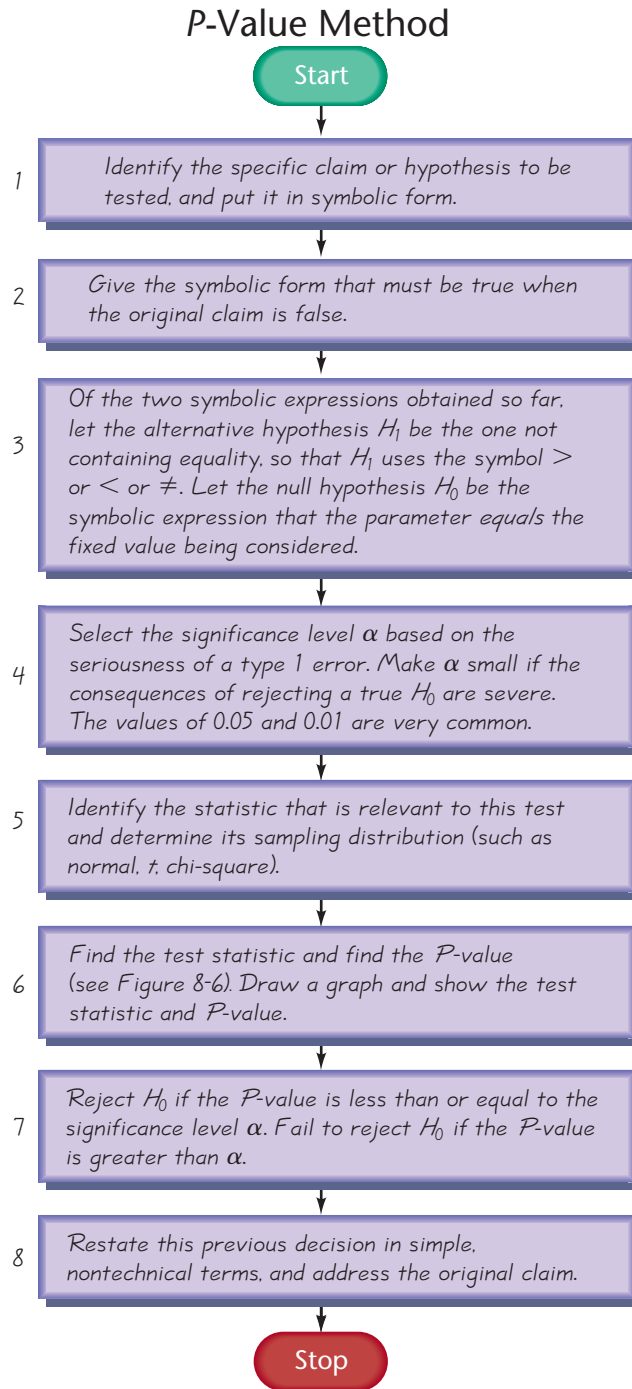 P-Value Method
Start
1
Identify the specific claim or hypothesis to be
tested, and put it in symbolic form.
2
Give the symbolic form that must be true when
the original claim is false.
3
Of the two symbolic expressions obtained so far,
let the alternative hypothesis H₁ be the one not
containing equality, so that H₁ uses the symbol >
or < or ≠. Let the null hypothesis H₀ be the
symbolic expression that the parameter equals the
fixed value being considered.
4
Select the significance level α based on the
seriousness of a type 1 error. Make α small if the
consequences of rejecting a true H₀ are severe.
The values of 0.05 and 0.01 are very common.
5
Identify the statistic that is relevant to this test
and determine its sampling distribution (such as
normal, t, chi-square).
6
Find the test statistic and find the P-value
(see Figure 8-6). Draw a graph and show the test
statistic and P-value.
7
Reject H₀ if the P-value is less than or equal to the
significance level α. Fail to reject H₀ if the P-value
is greater than α.
8
Restate this previous decision in simple,
nontechnical terms, and address the original claim.
Stop